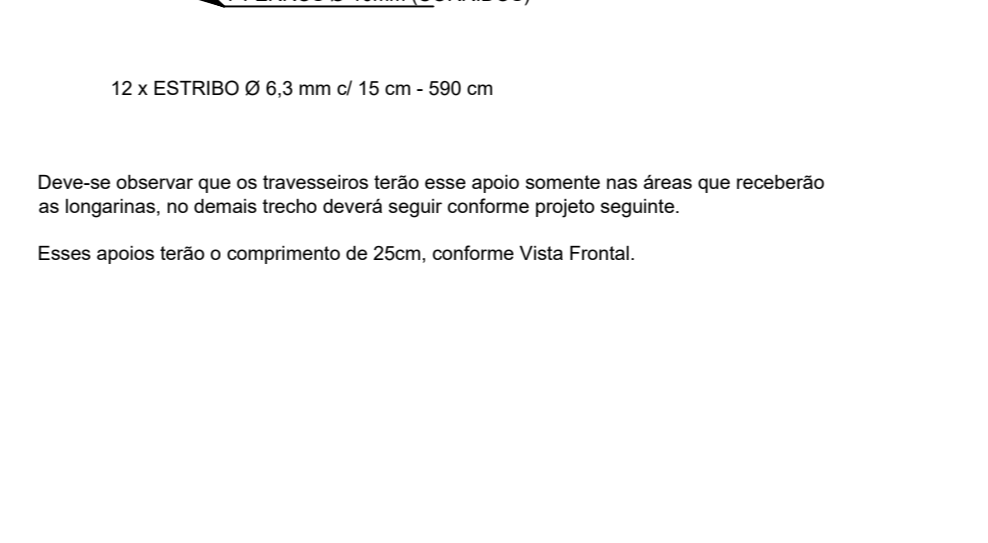 12 x ESTRIBO Ø 6,3 mm c/ 15 cm - 590 cm
Deve-se observar que os travesseiros terão esse apoio somente nas áreas que receberão
as longarinas, no demais trecho deverá seguir conforme projeto seguinte.
Esses apoios terão o comprimento de 25cm, conforme Vista Frontal.